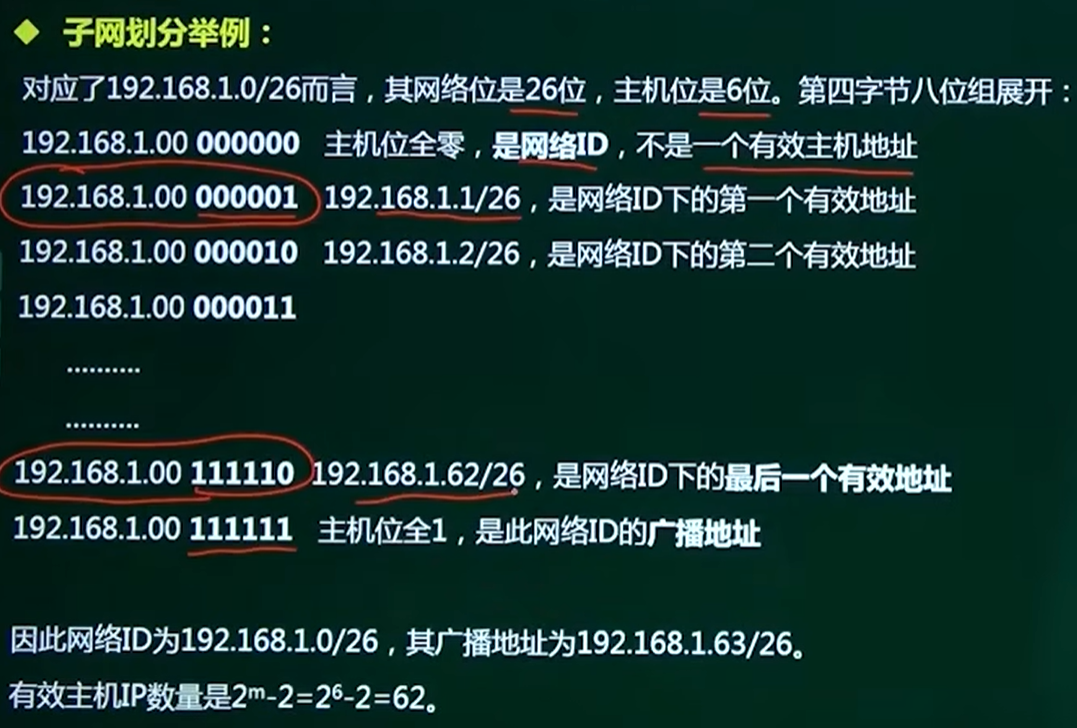 ◆ 子网划分举例：
对应了192.168.1.0/26而言，其网络位是26位，主机位是6位。第四字节八位组展开：
192.168.1.00 000000 主机位全零，是网络ID，不是一个有效主机地址
192.168.1.00 000001 192.168.1.1/26，是网络ID下的第一个有效地址
192.168.1.00 000010 192.168.1.2/26，是网络ID下的第二个有效地址
192.168.1.00 000011
..........
..........
192.168.1.00 111110 192.168.1.62/26，是网络ID下的最后一个有效地址
192.168.1.00 111111 主机位全1，是此网络ID的广播地址
因此网络ID为192.168.1.0/26，其广播地址为192.168.1.63/26。
有效主机IP数量是2ᵐ-2=2⁶-2=62。